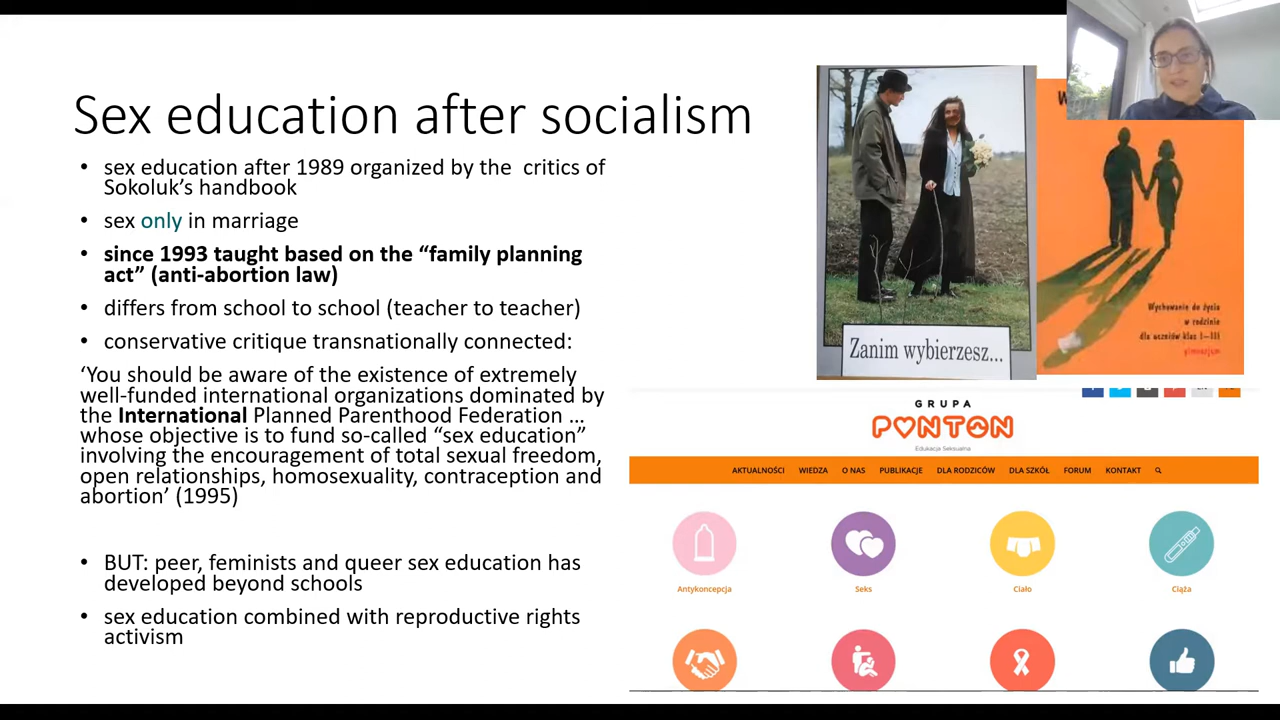 Sex education after socialism
• sex education after 1989 organized by the critics of
Sokoluk’s handbook
• sex only in marriage
• since 1993 taught based on the “family planning
act” (anti-abortion law)
• differs from school to school (teacher to teacher)
• conservative critique transnationally connected:
‘You should be aware of the existence of extremely
well-funded international organizations dominated by
the International Planned Parenthood Federation …
whose objective is to fund so-called “sex education”
involving the encouragement of total sexual freedom,
open relationships, homosexuality, contraception and
abortion’ (1995)
• BUT: peer, feminists and queer sex education has
developed beyond schools
• sex education combined with reproductive rights
activism
Zanim wybierzesz...
Wychowanie do życia
w rodzinie
dla uczniów klas I–III
gimnazjum
GRUPA
PONTON
Edukacja Seksualna
AKTUALNOŚCI WIEDZA O NAS PUBLIKACJE DLA RODZICÓW DLA SZKÓŁ FORUM KONTAKT
Antykoncepcja Seks Ciało Ciąża